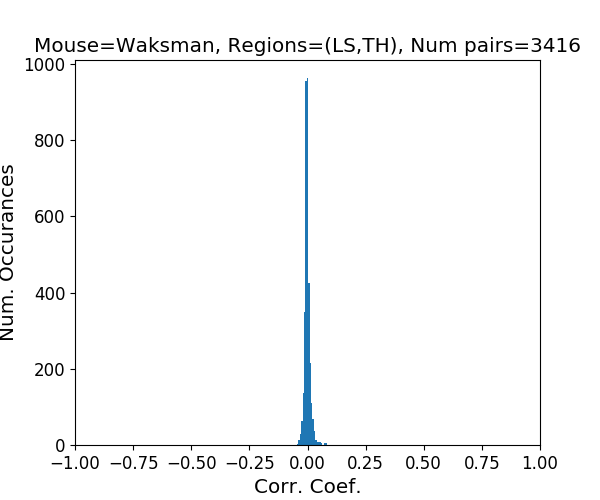 Mouse=Waksman, Regions=(LS,TH), Num pairs=3416
Num. Occurances
1000
800
600
400
200
0
−1.00 −0.75 −0.50 −0.25 0.00 0.25 0.50 0.75 1.00
Corr. Coef.